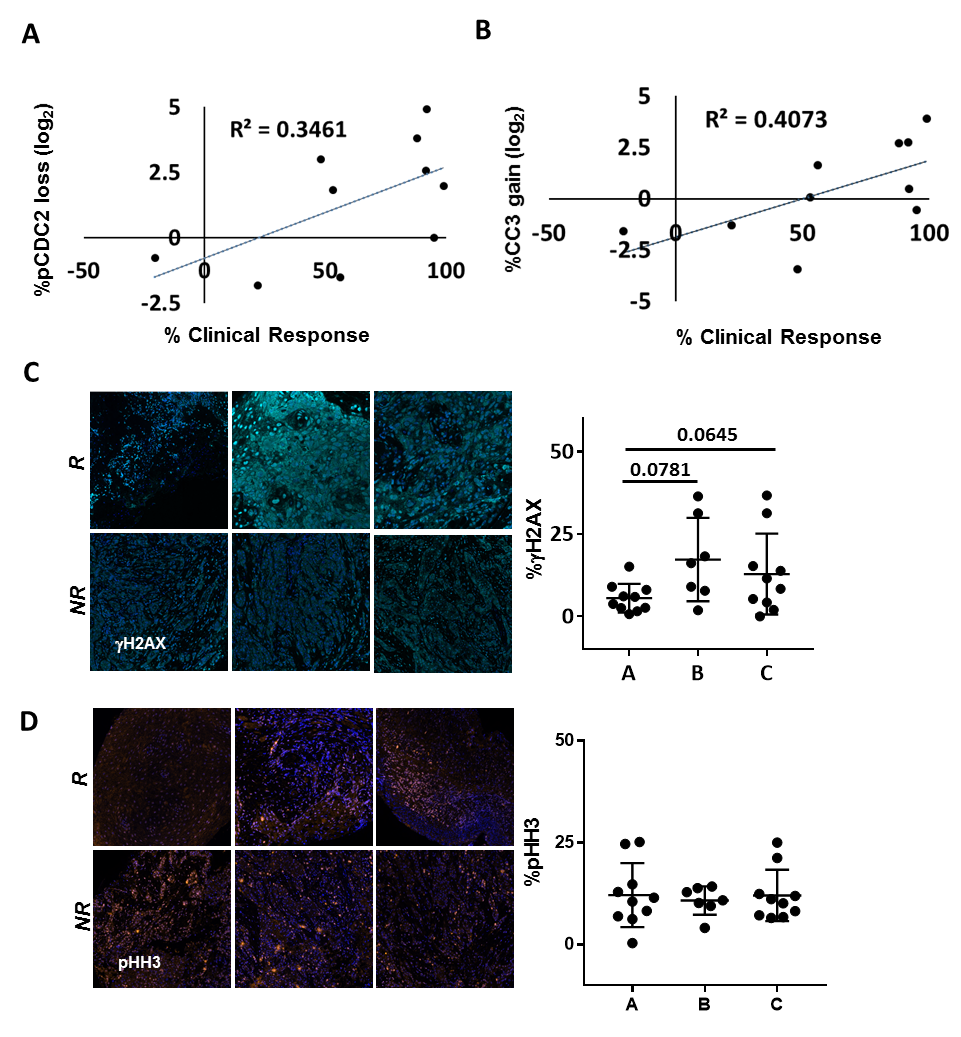 A
%pCDC2 loss (log2)
5
2.5
0
-2.5
-50
0
50
100
R² = 0.3461
% Clinical Response
B
%CC3 gain (log2)
5
2.5
0
-2.5
-5
-50
0
50
100
R² = 0.4073
% Clinical Response
C
R
NR
γH2AX
%γH2AX
50
25
0
0.0645
0.0781
A B C
D
R
NR
pHH3
%pHH3
50
25
0
A B C